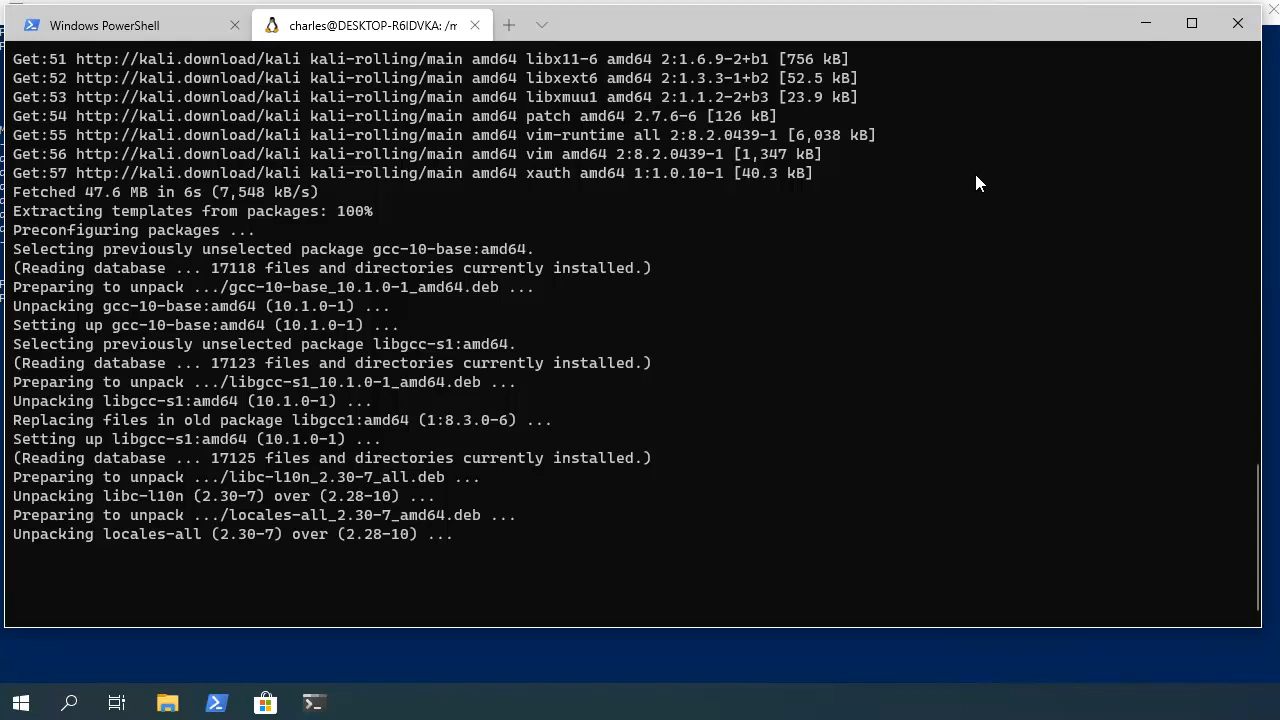 Windows PowerShell
charles@DESKTOP-R6IDVKA: /m
Get:51 http://kali.download/kali kali-rolling/main amd64 libx11-6 amd64 2:1.6.9-2+b1 [756 kB]
Get:52 http://kali.download/kali kali-rolling/main amd64 libxext6 amd64 2:1.3.3-1+b2 [52.5 kB]
Get:53 http://kali.download/kali kali-rolling/main amd64 libxmuu1 amd64 2:1.1.2-2+b3 [23.9 kB]
Get:54 http://kali.download/kali kali-rolling/main amd64 patch amd64 2.7.6-6 [126 kB]
Get:55 http://kali.download/kali kali-rolling/main amd64 vim-runtime all 2:8.2.0439-1 [6,038 kB]
Get:56 http://kali.download/kali kali-rolling/main amd64 vim amd64 2:8.2.0439-1 [1,347 kB]
Get:57 http://kali.download/kali kali-rolling/main amd64 xauth amd64 1:1.0.10-1 [40.3 kB]
Fetched 47.6 MB in 6s (7,548 kB/s)
Extracting templates from packages: 100%
Preconfiguring packages ...
Selecting previously unselected package gcc-10-base:amd64.
(Reading database ... 17118 files and directories currently installed.)
Preparing to unpack .../gcc-10-base_10.1.0-1_amd64.deb ...
Unpacking gcc-10-base:amd64 (10.1.0-1) ...
Setting up gcc-10-base:amd64 (10.1.0-1) ...
Selecting previously unselected package libgcc-s1:amd64.
(Reading database ... 17123 files and directories currently installed.)
Preparing to unpack .../libgcc-s1_10.1.0-1_amd64.deb ...
Unpacking libgcc-s1:amd64 (10.1.0-1) ...
Replacing files in old package libgcc1:amd64 (1:8.3.0-6) ...
Setting up libgcc-s1:amd64 (10.1.0-1) ...
(Reading database ... 17125 files and directories currently installed.)
Preparing to unpack .../libc-l10n_2.30-7_all.deb ...
Unpacking libc-l10n (2.30-7) over (2.28-10) ...
Preparing to unpack .../locales-all_2.30-7_amd64.deb ...
Unpacking locales-all (2.30-7) over (2.28-10) ...